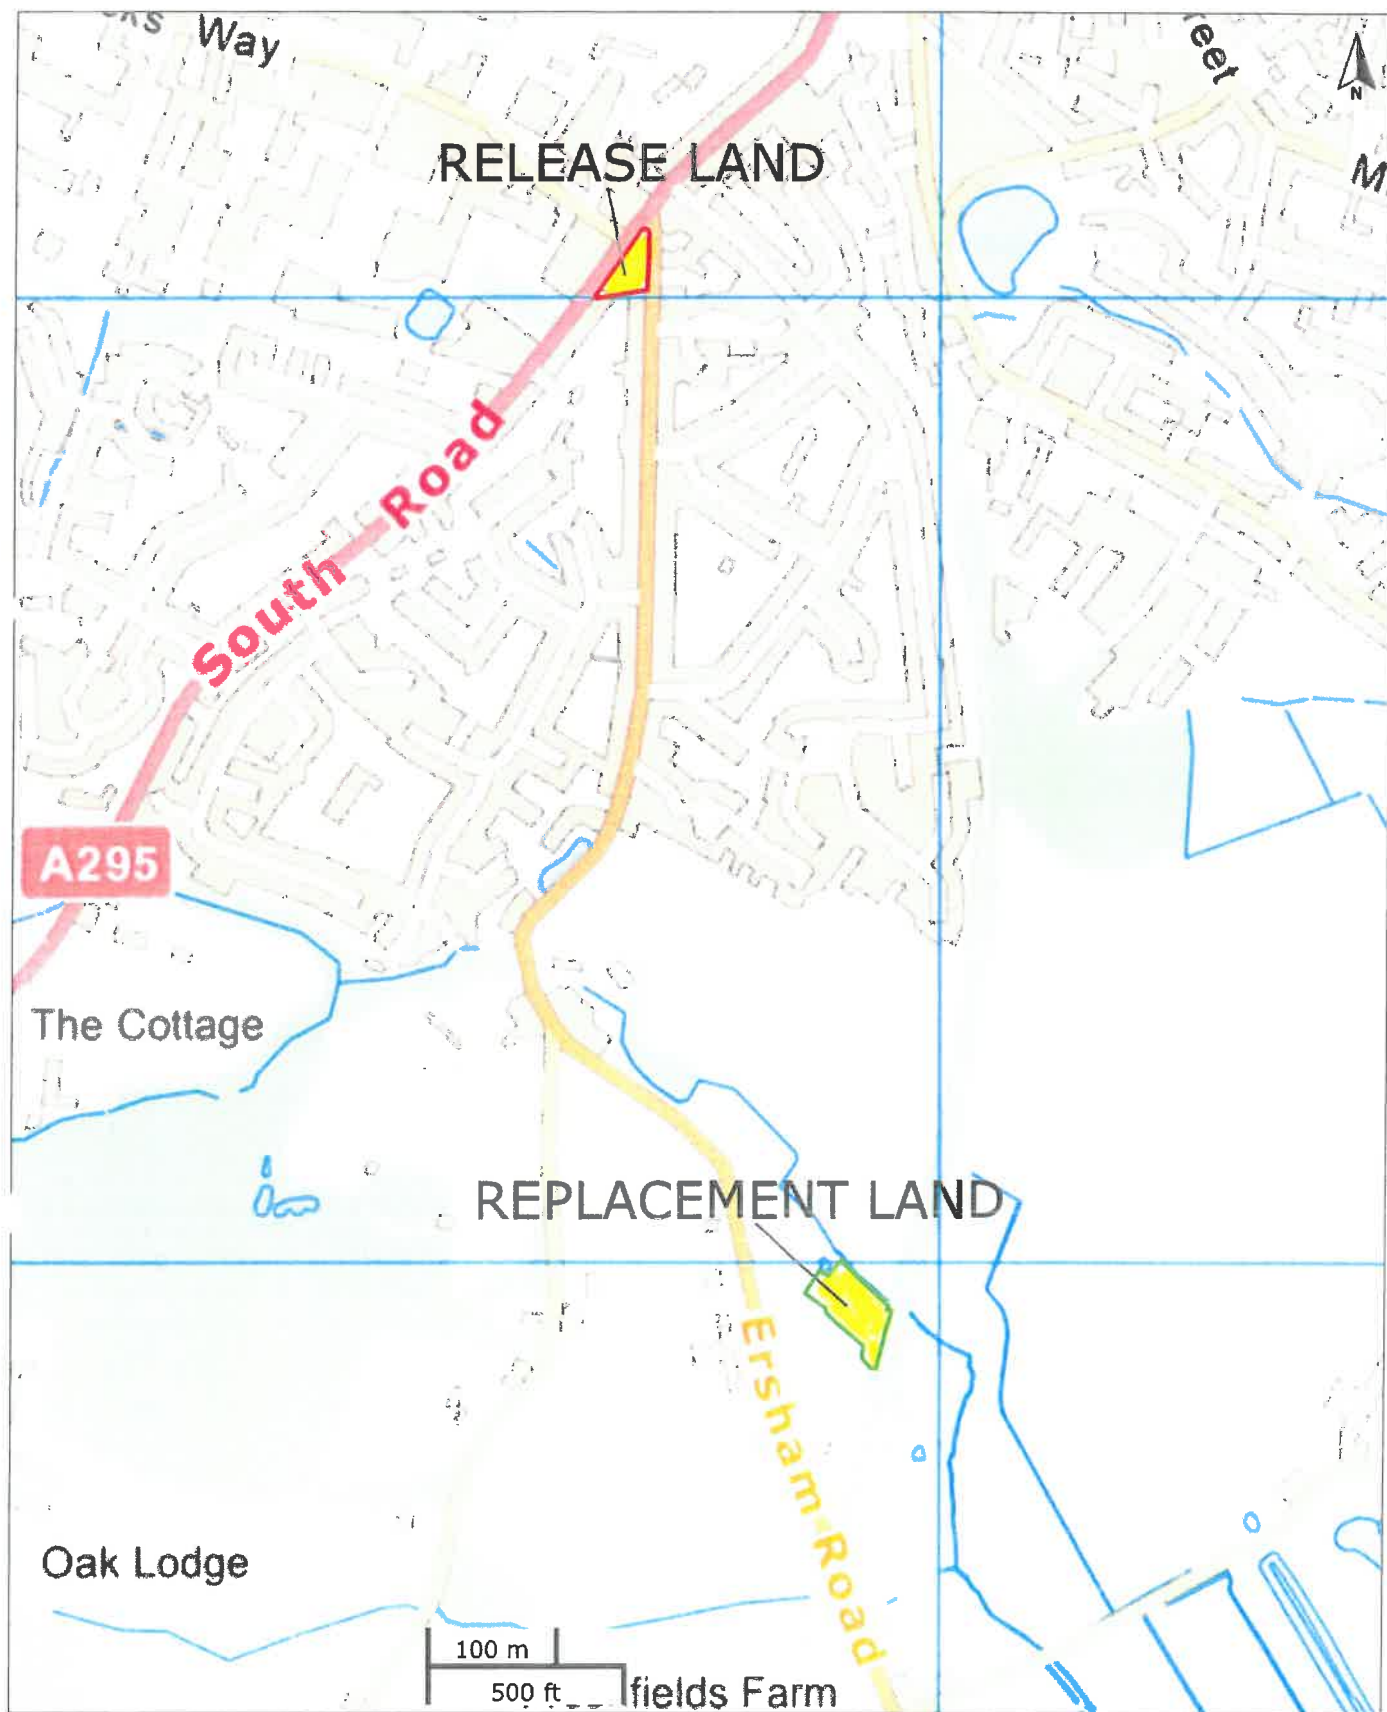 Way
reet
N
RELEASE LAND
South Road
A295
The Cottage
REPLACEMENT LAND
Ersham Road
Oak Lodge
100 m
500 ft
fields Farm